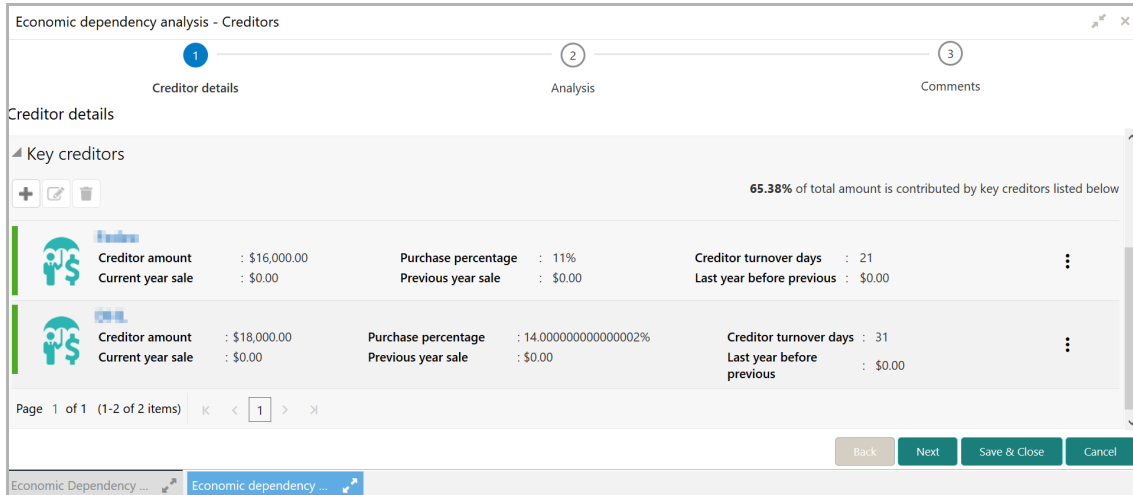 Economic dependency analysis - Creditors
1 2 3
Creditor details Analysis Comments
Creditor details
Key creditors
65.38% of total amount is contributed by key creditors listed below
Creditor amount : $16,000.00 Purchase percentage : 11% Creditor turnover days : 21
Current year sale : $0.00 Previous year sale : $0.00 Last year before previous : $0.00
Creditor amount : $18,000.00 Purchase percentage : 14.000000000000002% Creditor turnover days : 31
Current year sale : $0.00 Previous year sale : $0.00 Last year before
previous : $0.00
Page 1 of 1 (1-2 of 2 items) 1
Back Next Save & Close Cancel
Economic Dependency ... Economic dependency ...